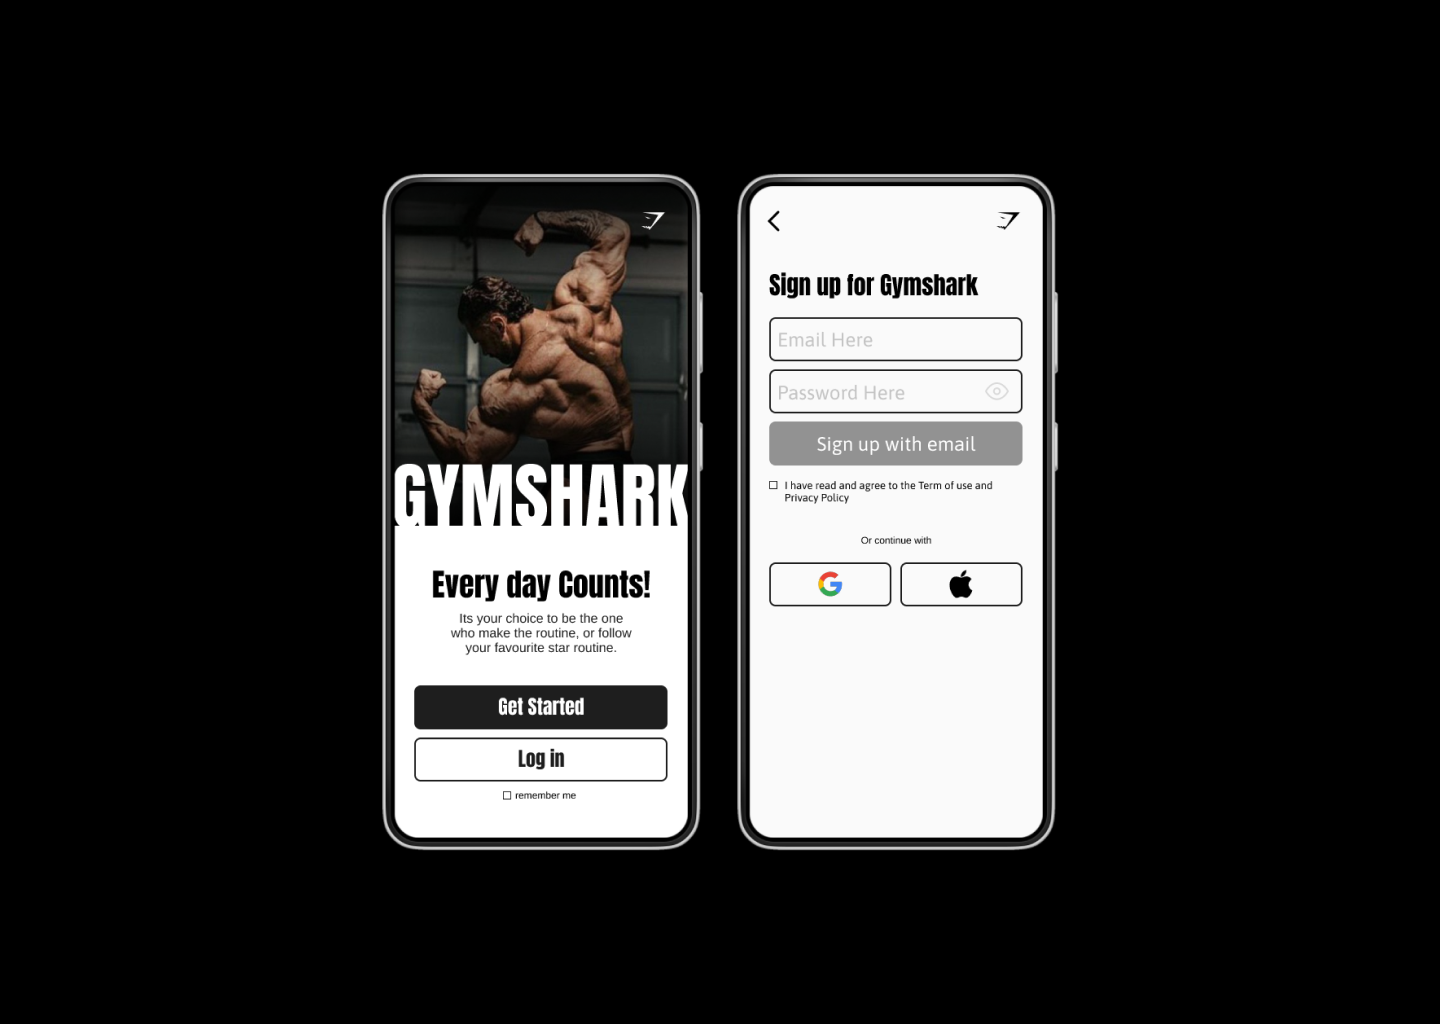 GYMSHARK
Every day Counts!
Its your choice to be the one
who make the routine, or follow
your favourite star routine.
Get Started
Log in
remember me
Sign up for Gymshark
Email Here
Password Here
Sign up with email
I have read and agree to the Term of use and
Privacy Policy
Or continue with